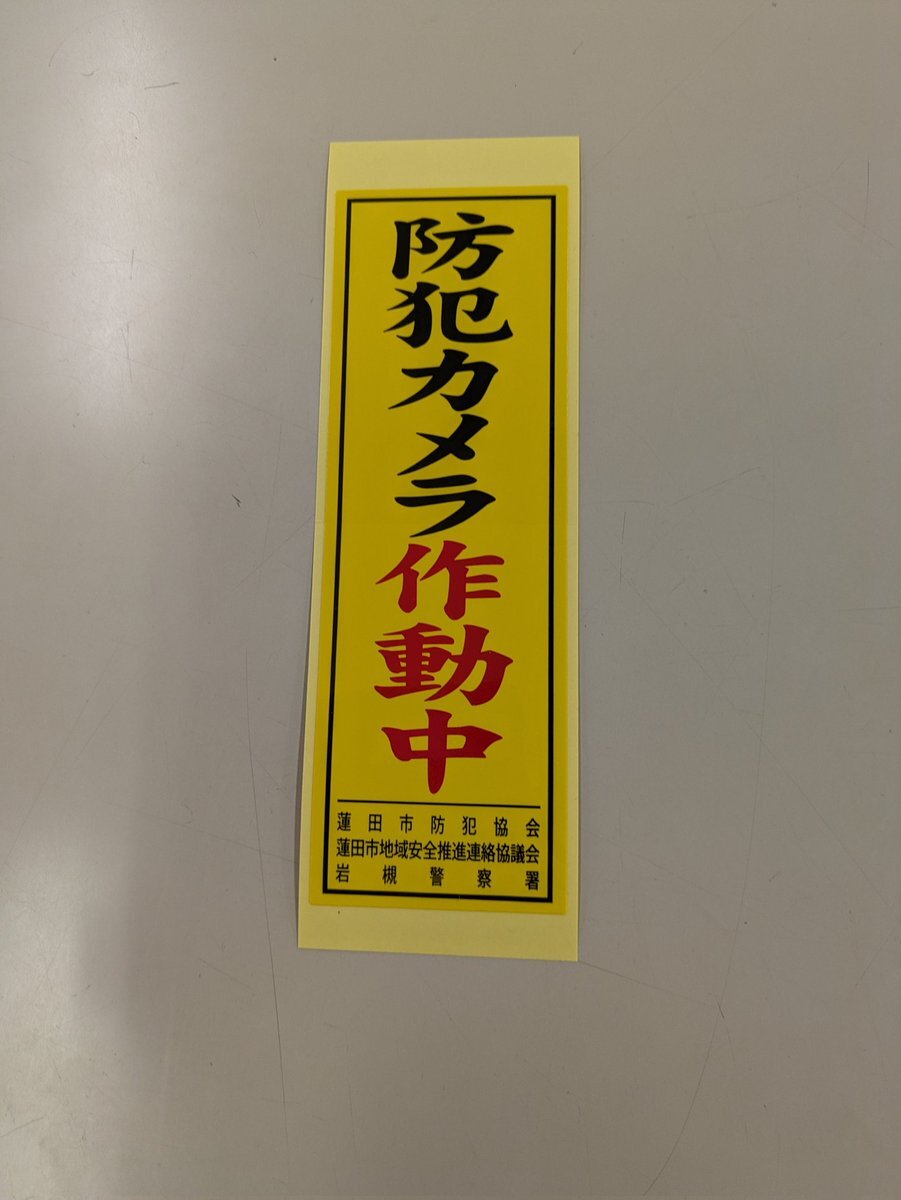 防犯カメラ作動中
蓮田市防犯協会
蓮田市地域安全推進連絡協議会
岩槻警察署